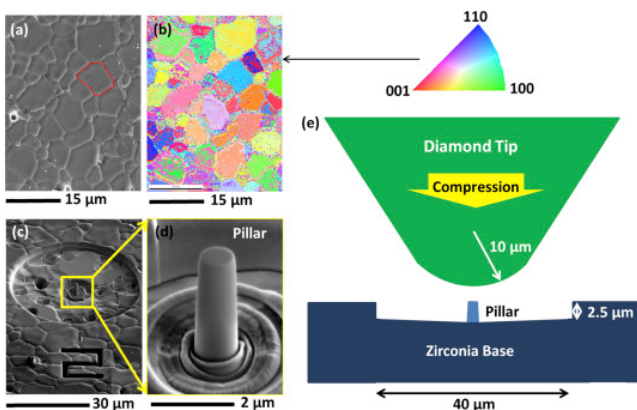 (a)
(b)
110
001
100
15 μm
15 μm
(c)
(d)
Pillar
30 μm
2 μm
(e)
Diamond Tip
Compression
10 μm
Pillar
2.5 μm
Zirconia Base
40 μm